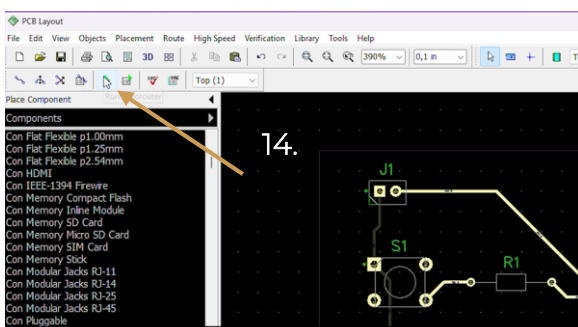 PCB Layout
File Edit View Objects Placement Route High Speed Verification Library Tools Help
3D 390% 0,1 in
Top (1)
Place Component
Components
Con Flat Flexible p1.00mm
Con Flat Flexible p1.25mm
Con Flat Flexible p2.54mm
Con HDMI
Con IEEE-1394 Firewire
Con Memory Compact Flash
Con Memory Inline Module
Con Memory SD Card
Con Memory Micro SD Card
Con Memory SIM Card
Con Memory Stick
Con Modular Jacks RJ-11
Con Modular Jacks RJ-14
Con Modular Jacks RJ-25
Con Modular Jacks RJ-45
Con Pluggable
14.
J1
S1
R1